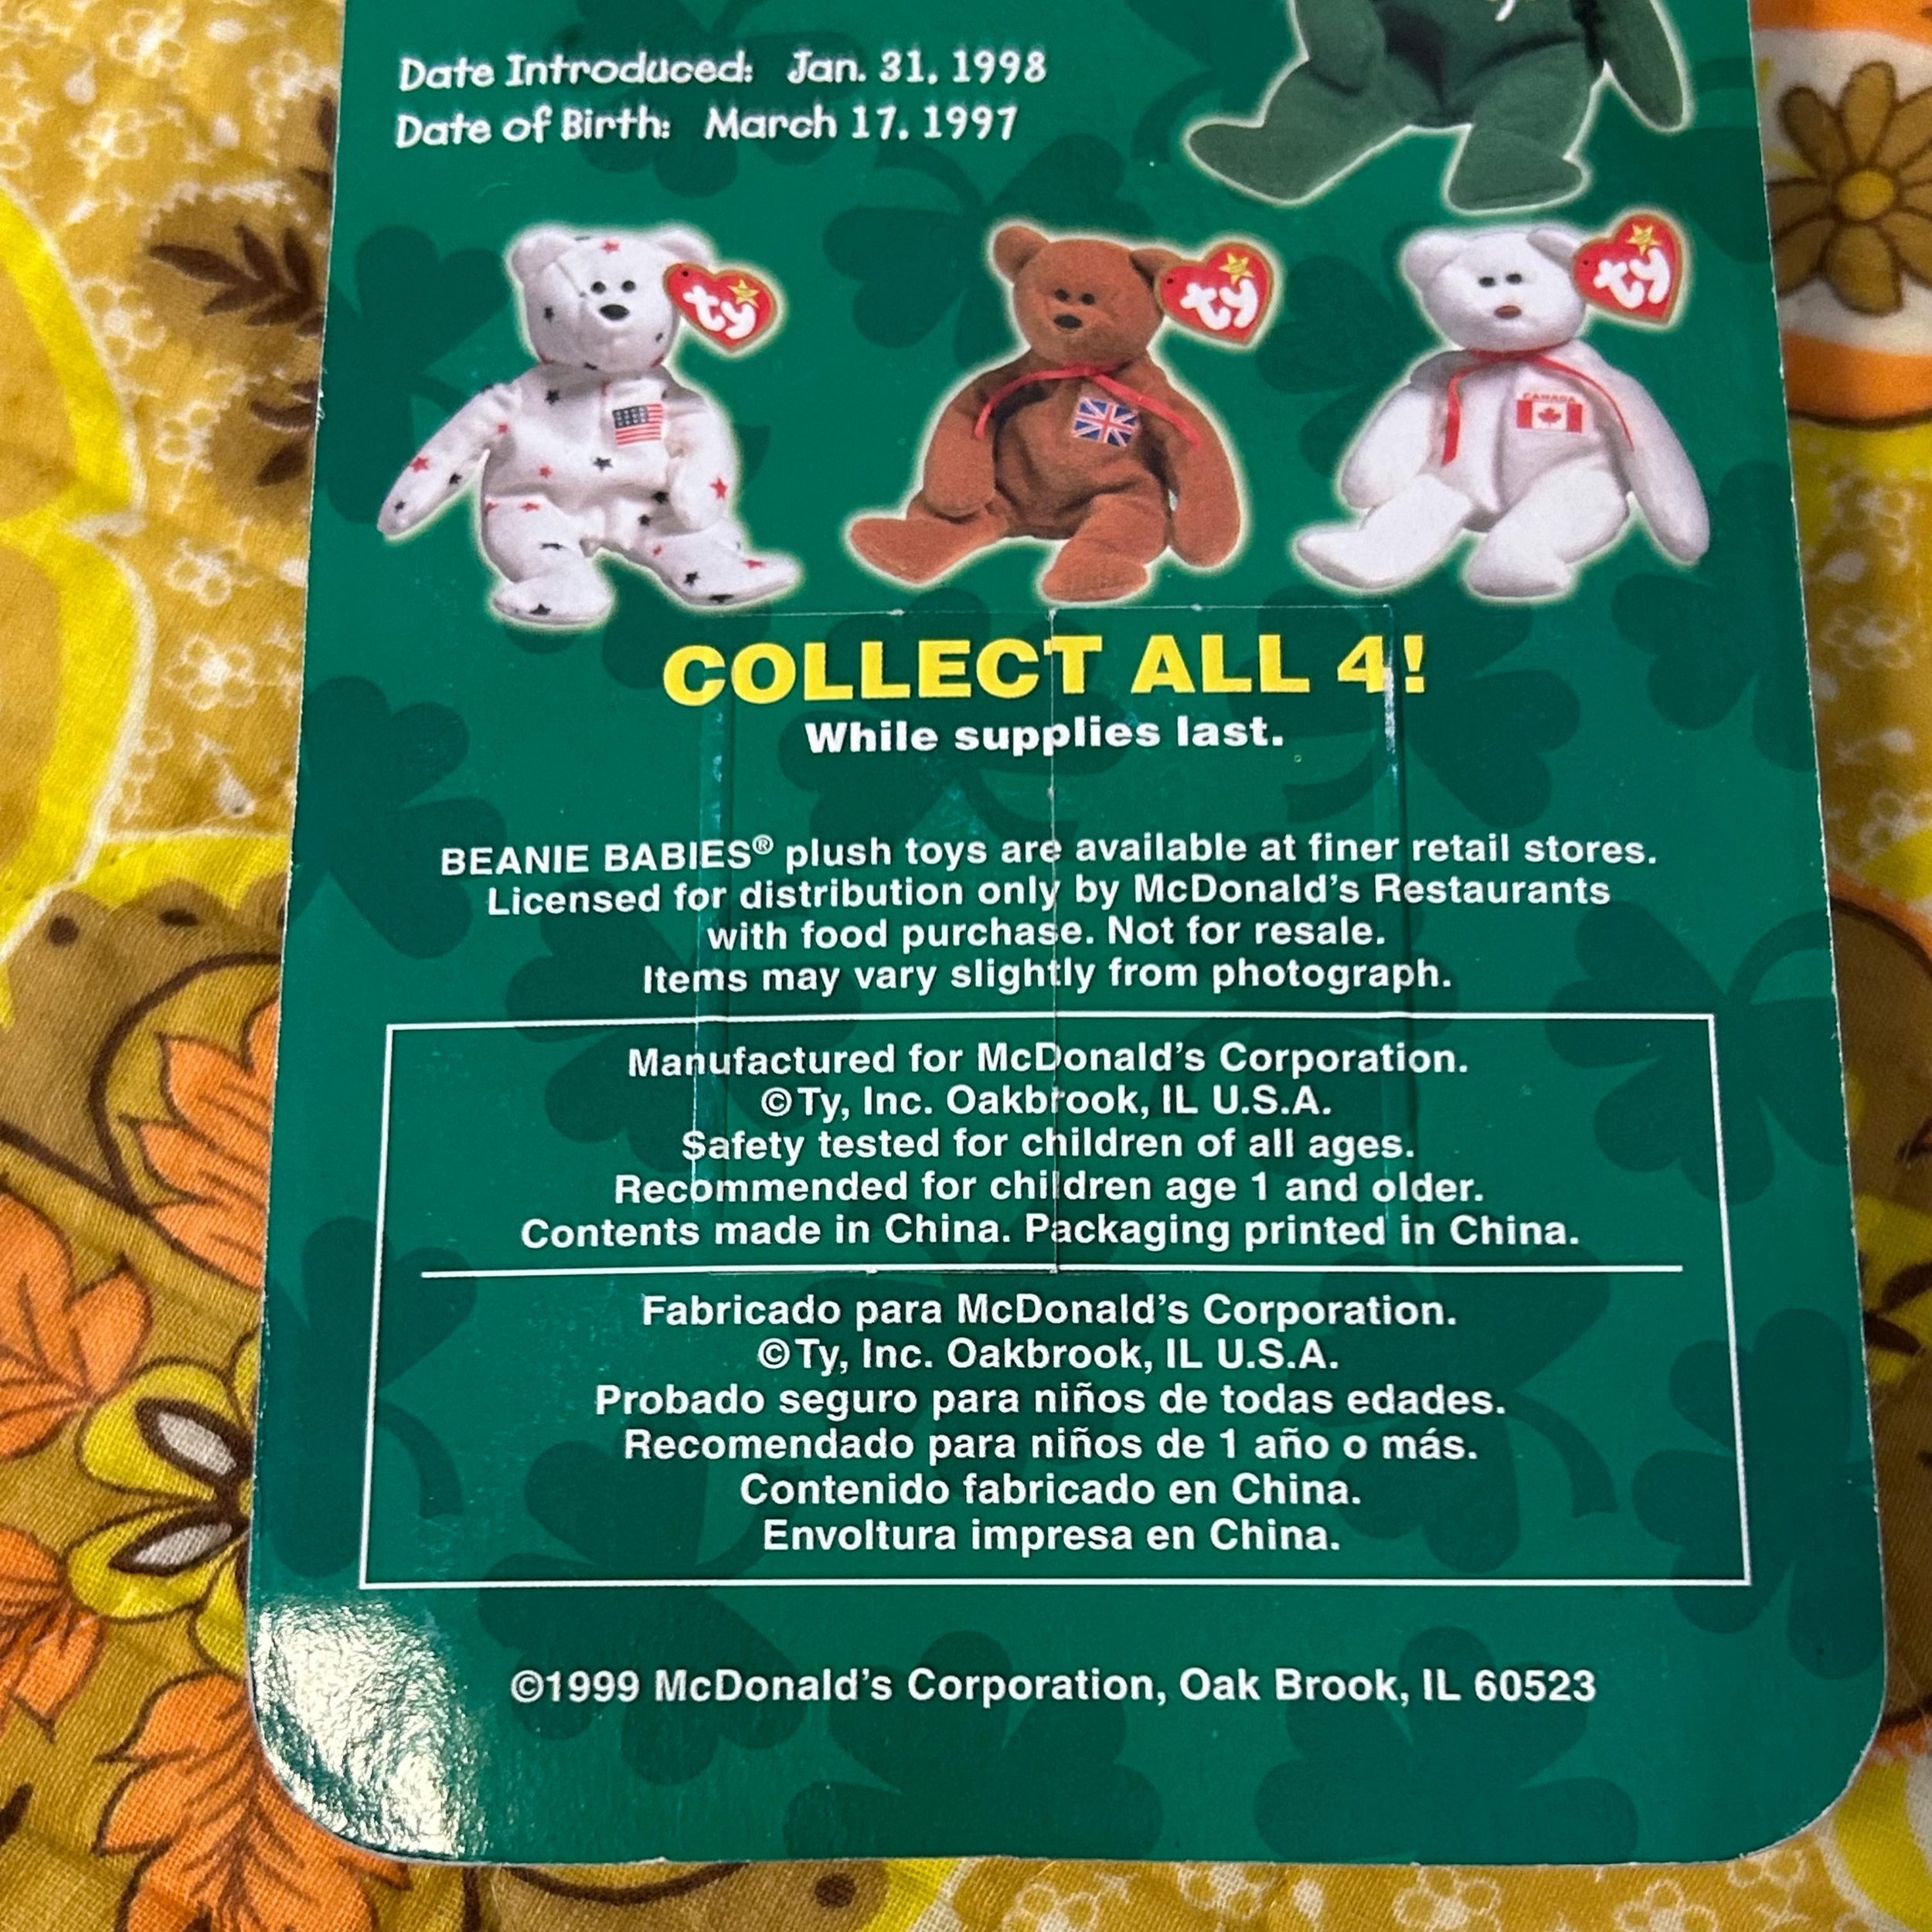 Date Introduced: Jan. 31, 1998
Date of Birth: March 17, 1997
ty
ty
ty
CANADA
COLLECT ALL 4!
While supplies last.
BEANIE BABIES® plush toys are available at finer retail stores.
Licensed for distribution only by McDonald's Restaurants
with food purchase. Not for resale.
Items may vary slightly from photograph.
Manufactured for McDonald's Corporation.
©Ty, Inc. Oakbrook, IL U.S.A.
Safety tested for children of all ages.
Recommended for children age 1 and older.
Contents made in China. Packaging printed in China.
Fabricado para McDonald's Corporation.
©Ty, Inc. Oakbrook, IL U.S.A.
Probado seguro para niños de todas edades.
Recomendado para niños de 1 año o más.
Contenido fabricado en China.
Envoltura impresa en China.
©1999 McDonald's Corporation, Oak Brook, IL 60523